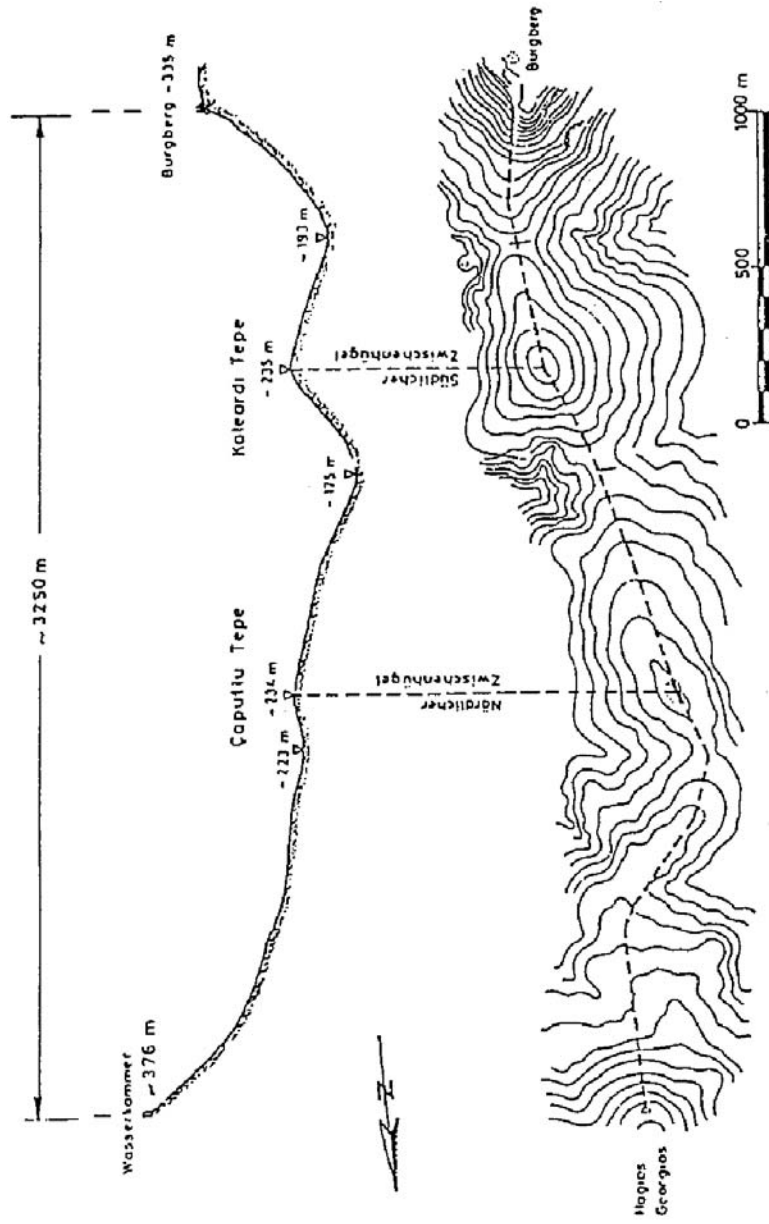 ~3250 m
Wasserkammer
~376 m
Burgberg ~335 m
Çaputlu Tepe
Kaleardi Tepe
~223 m
~234 m
~175 m
~235 m
~193 m
Nördlicher
Zwischenhügel
Südlicher
Zwischenhügel
N
Hagios
Georgios
Burgberg
0
500
1000 m